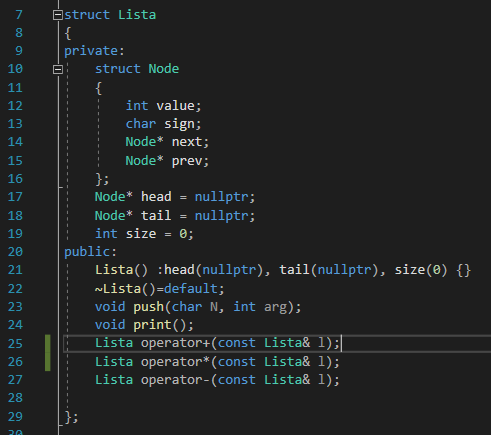 7 struct Lista
8 {
9 private:
10 struct Node
11 {
12 int value;
13 char sign;
14 Node* next;
15 Node* prev;
16 };
17 Node* head = nullptr;
18 Node* tail = nullptr;
19 int size = 0;
20 public:
21 Lista() :head(nullptr), tail(nullptr), size(0) {}
22 ~Lista()=default;
23 void push(char N, int arg);
24 void print();
25 Lista operator+(const Lista& l);
26 Lista operator*(const Lista& l);
27 Lista operator-(const Lista& l);
28
29 };
30